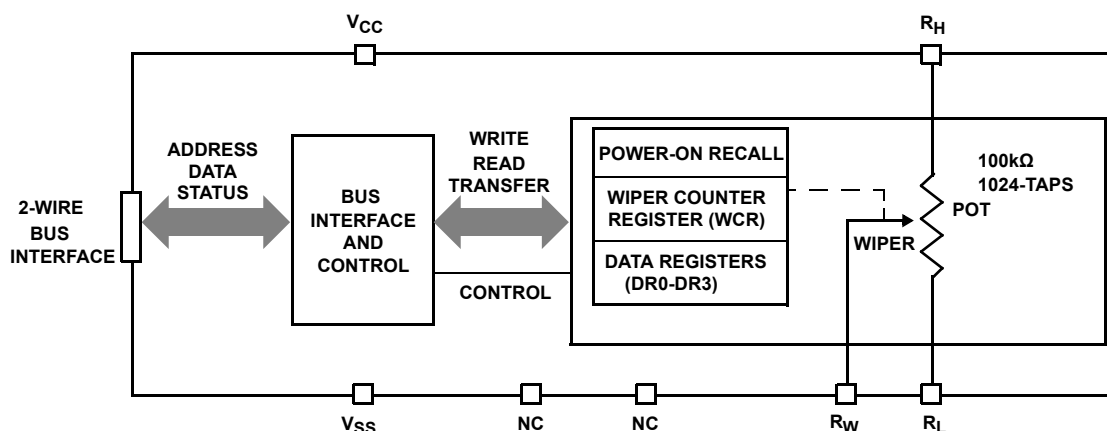 VCC
RH
ADDRESS
DATA
STATUS
2-WIRE
BUS
INTERFACE
BUS
INTERFACE
AND
CONTROL
WRITE
READ
TRANSFER
CONTROL
POWER-ON RECALL
WIPER COUNTER
REGISTER (WCR)
DATA REGISTERS
(DR0-DR3)
100kΩ
1024-TAPS
POT
WIPER
VSS
NC
NC
RW
RL